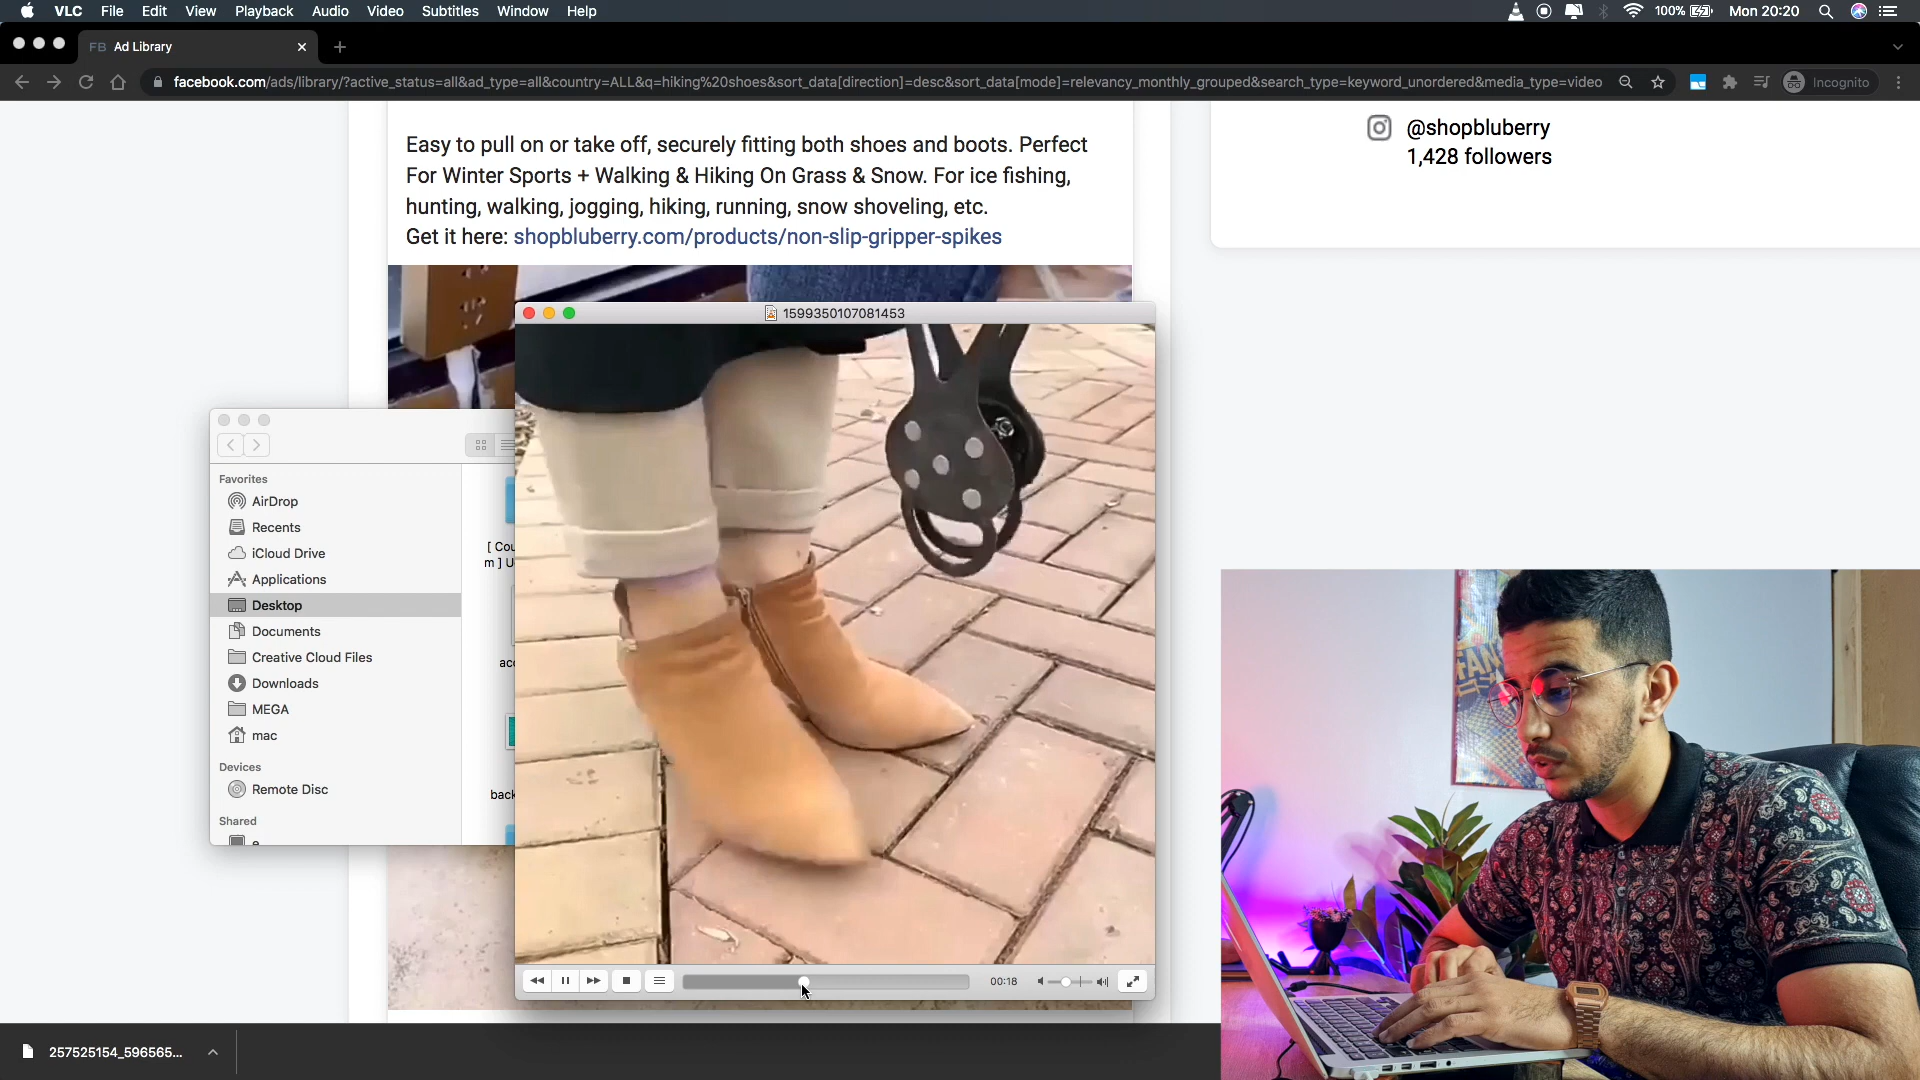 VLC File Edit View Playback Audio Video Subtitles Window Help
100% Mon 20:20
FB Ad Library
facebook.com/ads/library/?active_status=all&ad_type=all&country=ALL&q=hiking%20shoes&sort_data[direction]=desc&sort_data[mode]=relevancy_monthly_grouped&search_type=keyword_unordered&media_type=video
Incognito
Easy to pull on or take off, securely fitting both shoes and boots. Perfect
For Winter Sports + Walking & Hiking On Grass & Snow. For ice fishing,
hunting, walking, jogging, hiking, running, snow shoveling, etc.
Get it here: shopbluberry.com/products/non-slip-gripper-spikes
@shopbluberry
1,428 followers
1599350107081453
Favorites
AirDrop
Recents
iCloud Drive
Applications
Desktop
Documents
Creative Cloud Files
Downloads
MEGA
mac
Devices
Remote Disc
Shared
e
[ Cou
m ] U
acc
back
00:18
257525154_596565...